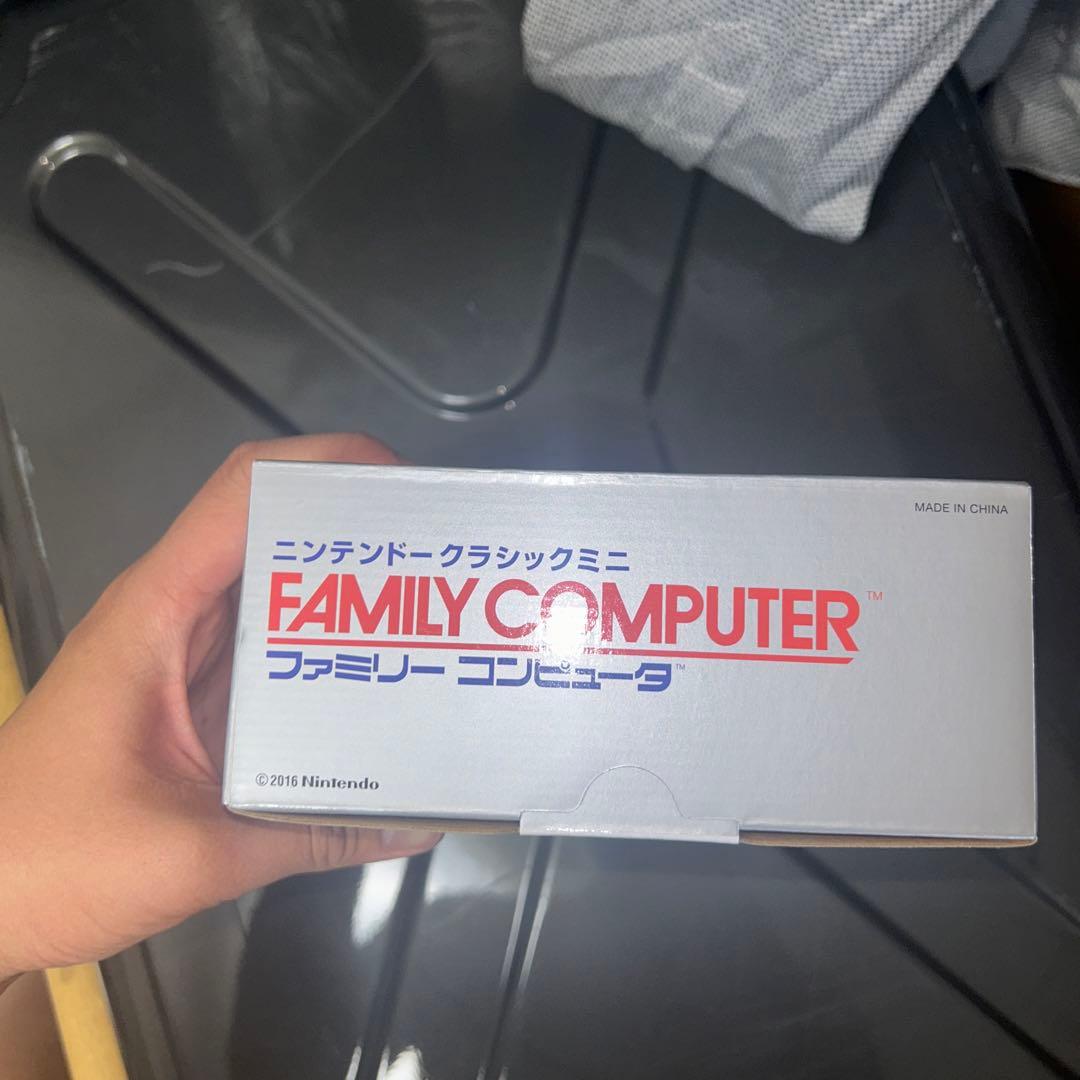 MADE IN CHINA
ニンテンドークラシックミニ
FAMILY COMPUTER™
ファミリー コンピュータ™
©2016 Nintendo